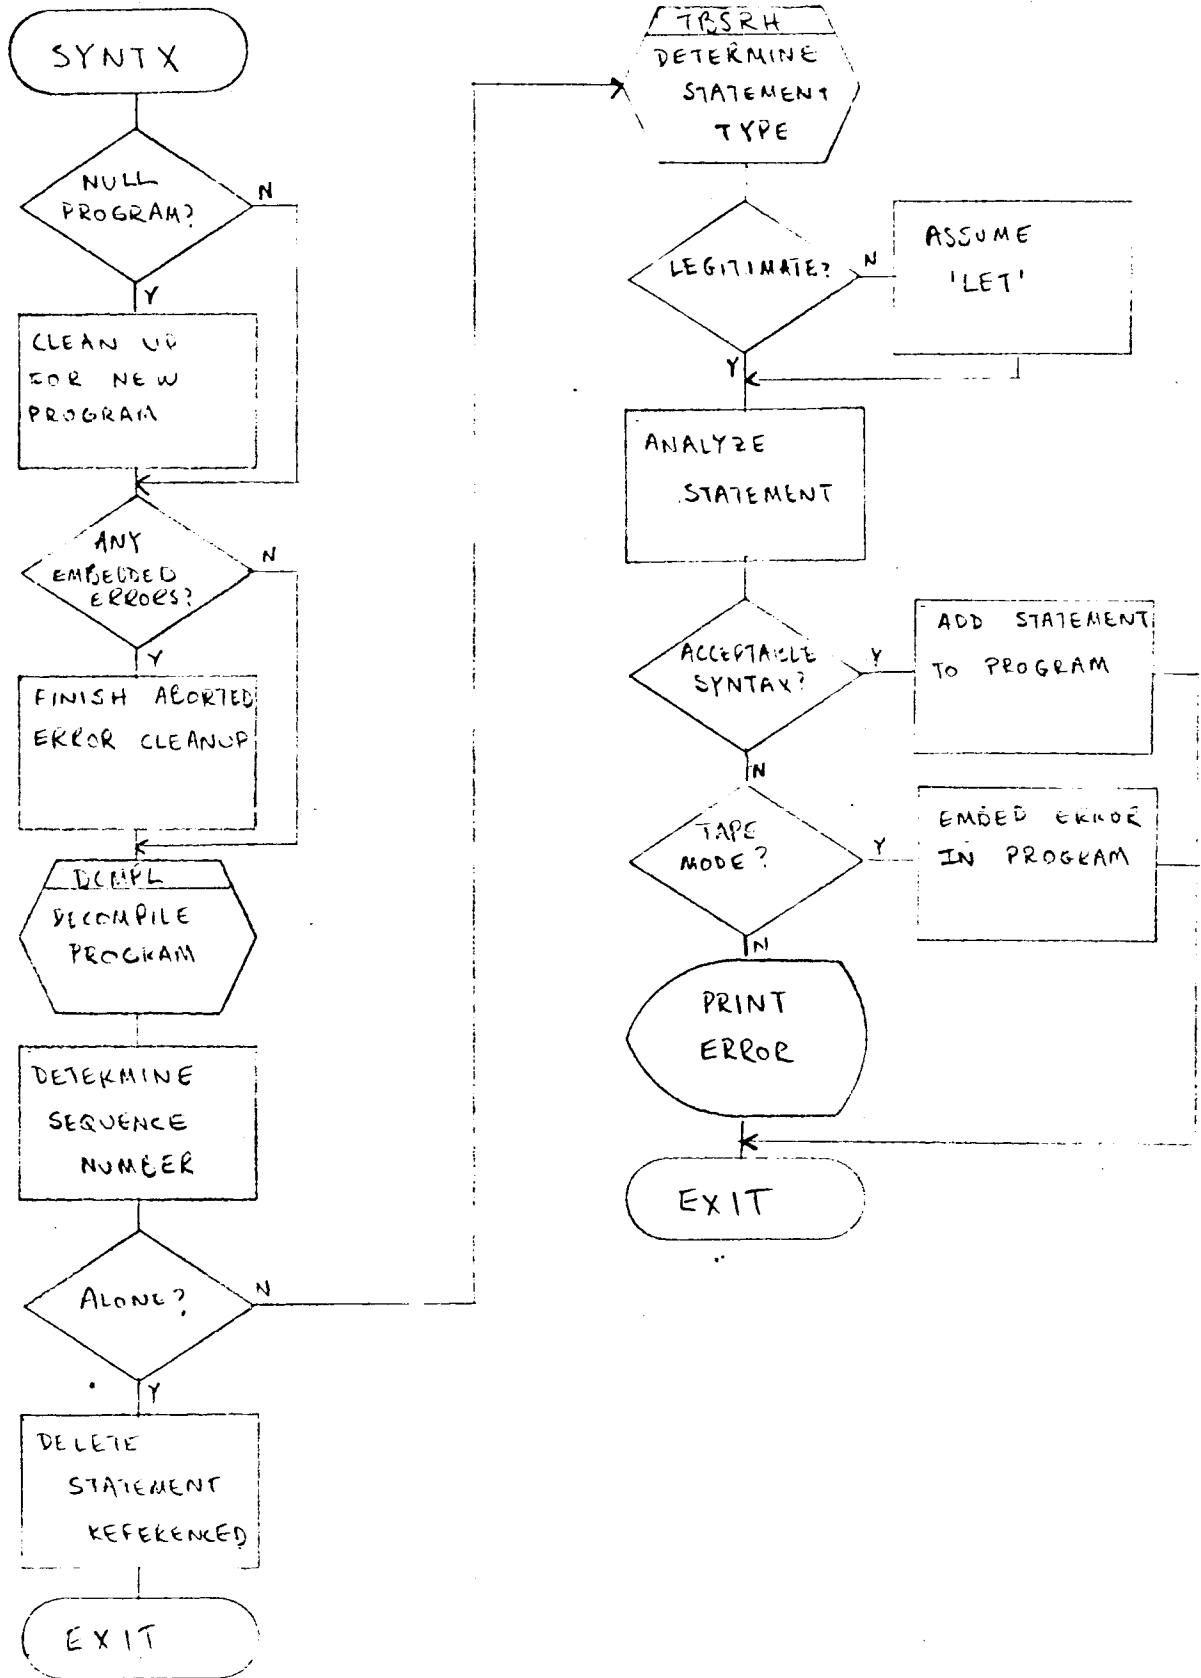 SYNTX
NULL
PROGRAM?
N
Y
CLEAN UP
FOR NEW
PROGRAM
ANY
EMBEDDED
ERRORS?
N
Y
FINISH ABORTED
ERROR CLEANUP
DCMPL
DECOMPILE
PROGRAM
DETERMINE
SEQUENCE
NUMBER
ALONE?
N
Y
DELETE
STATEMENT
REFERENCED
EXIT
TBSRH
DETERMINE
STATEMENT
TYPE
LEGITIMATE?
N
ASSUME
'LET'
Y
ANALYZE
STATEMENT
ACCEPTABLE
SYNTAX?
Y
ADD STATEMENT
TO PROGRAM
N
TAPE
MODE?
Y
EMBED ERROR
IN PROGRAM
N
PRINT
ERROR
EXIT